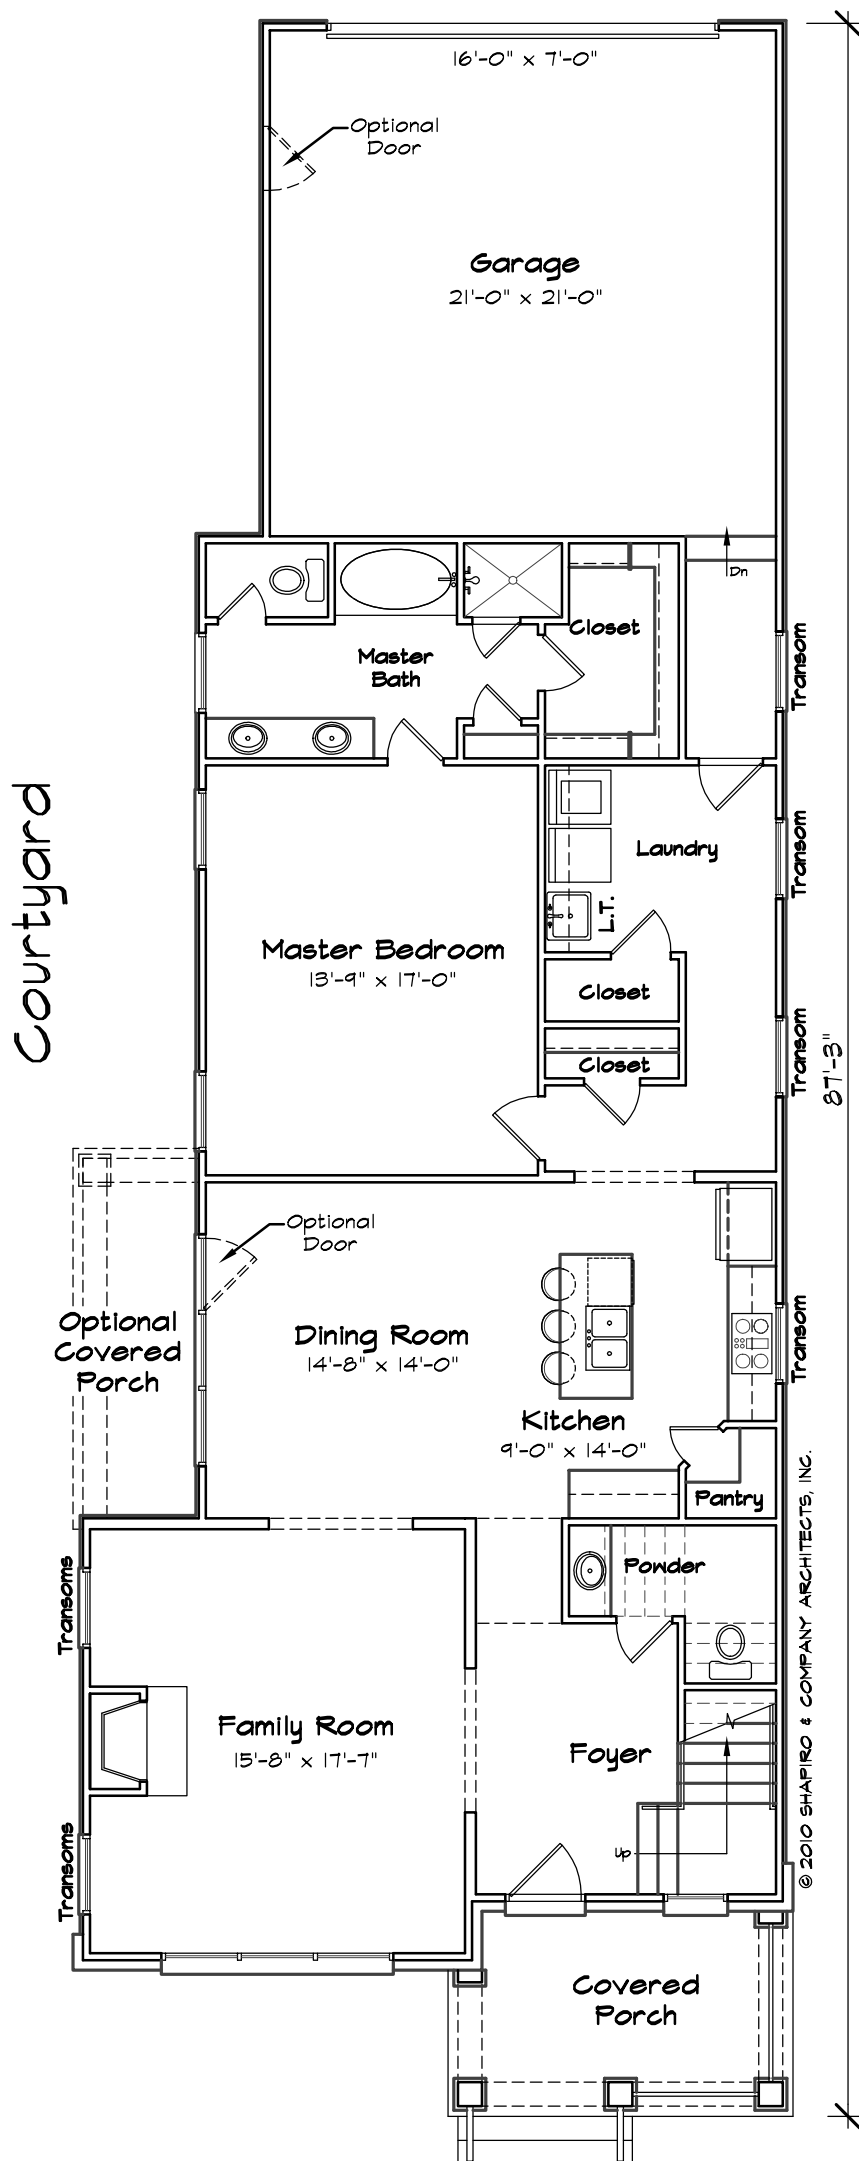 16'-0" x 7'-0"
Optional
Door
Garage
21'-0" x 21'-0"
Dn
Closet
Master
Bath
Transom
Courtyard
Laundry
Transom
L.T.
Master Bedroom
13'-9" x 17'-0"
Closet
Closet
Transom
87'-3"
Optional
Door
Optional
Covered
Porch
Dining Room
14'-8" x 14'-0"
Transom
Kitchen
9'-0" x 14'-0"
Pantry
Powder
Transoms
Family Room
15'-8" x 17'-7"
Foyer
Up
Transoms
© 2010 SHAPIRO & COMPANY ARCHITECTS, INC.
Covered
Porch